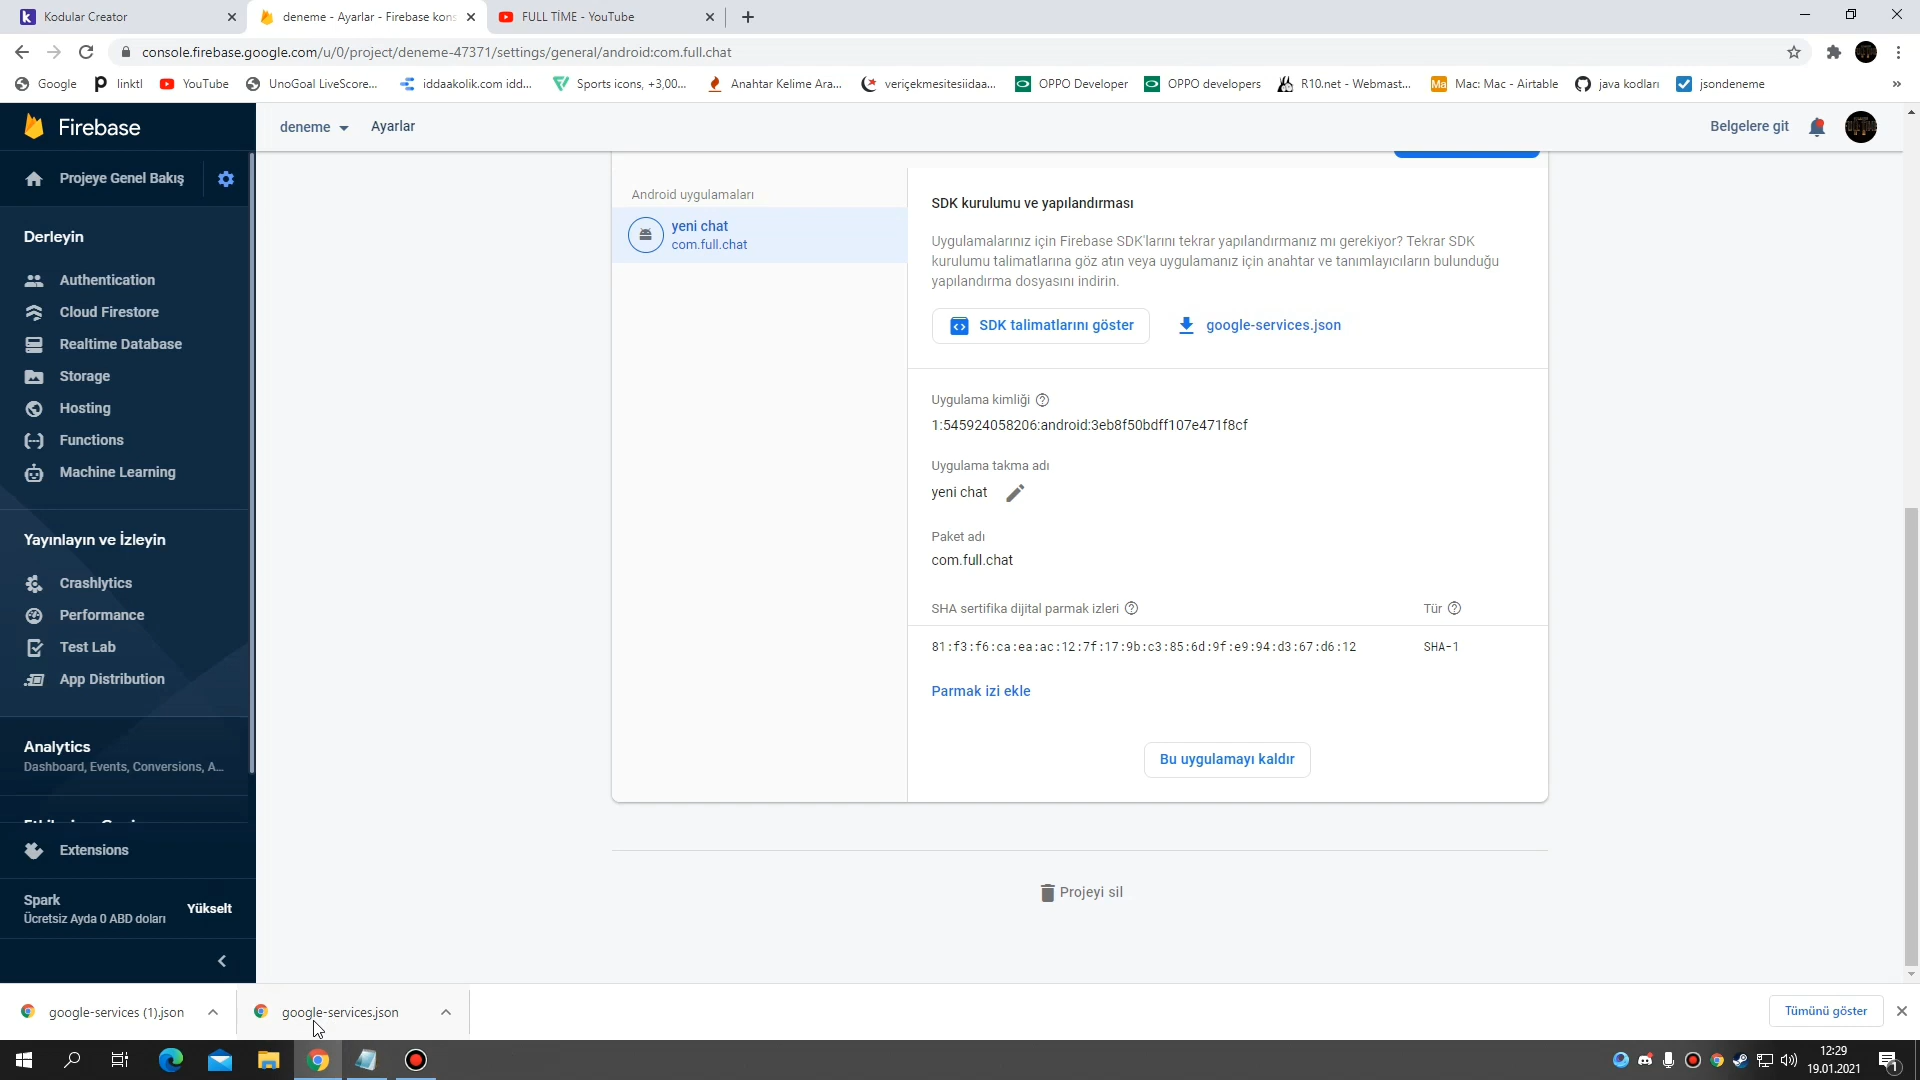 Kodular Creator
deneme - Ayarlar - Firebase kons
FULL TİME - YouTube
console.firebase.google.com/u/0/project/deneme-47371/settings/general/android:com.full.chat
Google
linktl
YouTube
UnoGoal LiveScore...
iddaakolik.com idd...
Sports icons, +3,00...
Anahtar Kelime Ara...
veriçekmesitesiidaa...
OPPO Developer
OPPO developers
R10.net - Webmast...
Mac: Mac - Airtable
java kodları
jsondeneme
»
Firebase
deneme
Ayarlar
Belgelere git
Projeye Genel Bakış
Derleyin
Authentication
Cloud Firestore
Realtime Database
Storage
Hosting
Functions
Machine Learning
Yayınlayın ve İzleyin
Crashlytics
Performance
Test Lab
App Distribution
Analytics
Dashboard, Events, Conversions, A...
Extensions
Spark
Ücretsiz Ayda 0 ABD doları
Yükselt
Android uygulamaları
yeni chat
com.full.chat
SDK kurulumu ve yapılandırması
Uygulamalarınız için Firebase SDK'larını tekrar yapılandırmanız mı gerekiyor? Tekrar SDK
kurulumu talimatlarına göz atın veya uygulamanız için anahtar ve tanımlayıcıların bulunduğu
yapılandırma dosyasını indirin.
SDK talimatlarını göster
google-services.json
Uygulama kimliği
1:545924058206:android:3eb8f50bdff107e471f8cf
Uygulama takma adı
yeni chat
Paket adı
com.full.chat
SHA sertifika dijital parmak izleri
Tür
81:f3:f6:ca:ea:ac:12:7f:17:9b:c3:85:6d:9f:e9:94:d3:67:d6:12
SHA-1
Parmak izi ekle
Bu uygulamayı kaldır
Projeyi sil
google-services (1).json
google-services.json
Tümünü göster
12:29
19.01.2021
1